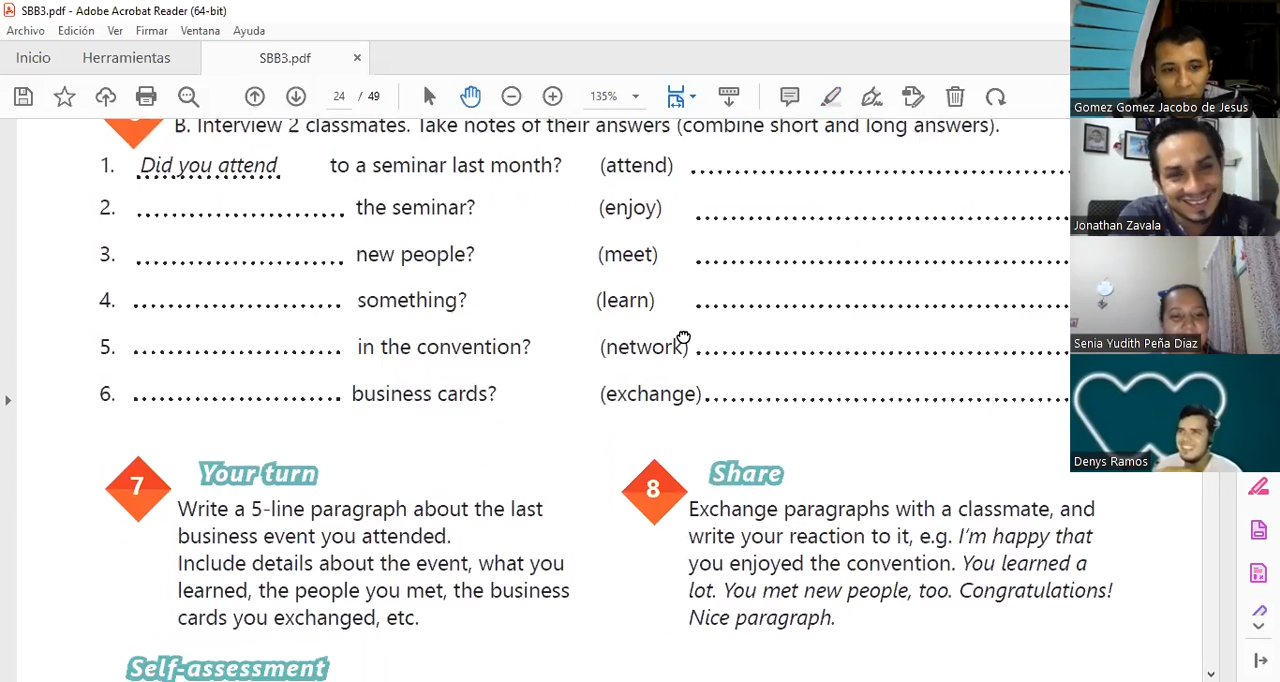 SBB3.pdf - Adobe Acrobat Reader (64-bit)
Archivo Edición Ver Firmar Ventana Ayuda
Inicio Herramientas SBB3.pdf ×
24 / 49 135%
B. Interview 2 classmates. Take notes of their answers (combine short and long answers).
1. Did you attend to a seminar last month? (attend)
2. the seminar? (enjoy)
3. new people? (meet)
4. something? (learn)
5. in the convention? (network)
6. business cards? (exchange)
7 Your turn
Write a 5-line paragraph about the last
business event you attended.
Include details about the event, what you
learned, the people you met, the business
cards you exchanged, etc.
8 Share
Exchange paragraphs with a classmate, and
write your reaction to it, e.g. I'm happy that
you enjoyed the convention. You learned a
lot. You met new people, too. Congratulations!
Nice paragraph.
Self-assessment
Gomez Gomez Jacobo de Jesus
Jonathan Zavala
Senia Yudith Peña Diaz
Denys Ramos